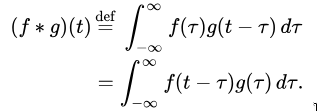 (f ∗ g)(t) ≝ ∫_{−∞}^{∞} f(τ)g(t − τ) dτ
= ∫_{−∞}^{∞} f(t − τ)g(τ) dτ.